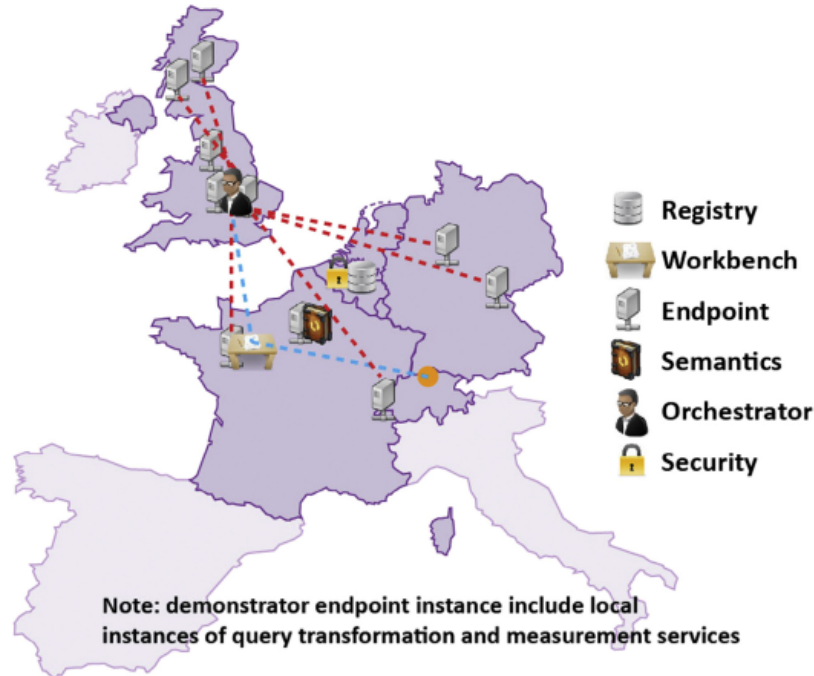 Registry
Workbench
Endpoint
Semantics
Orchestrator
Security
Note: demonstrator endpoint instance include local
instances of query transformation and measurement services